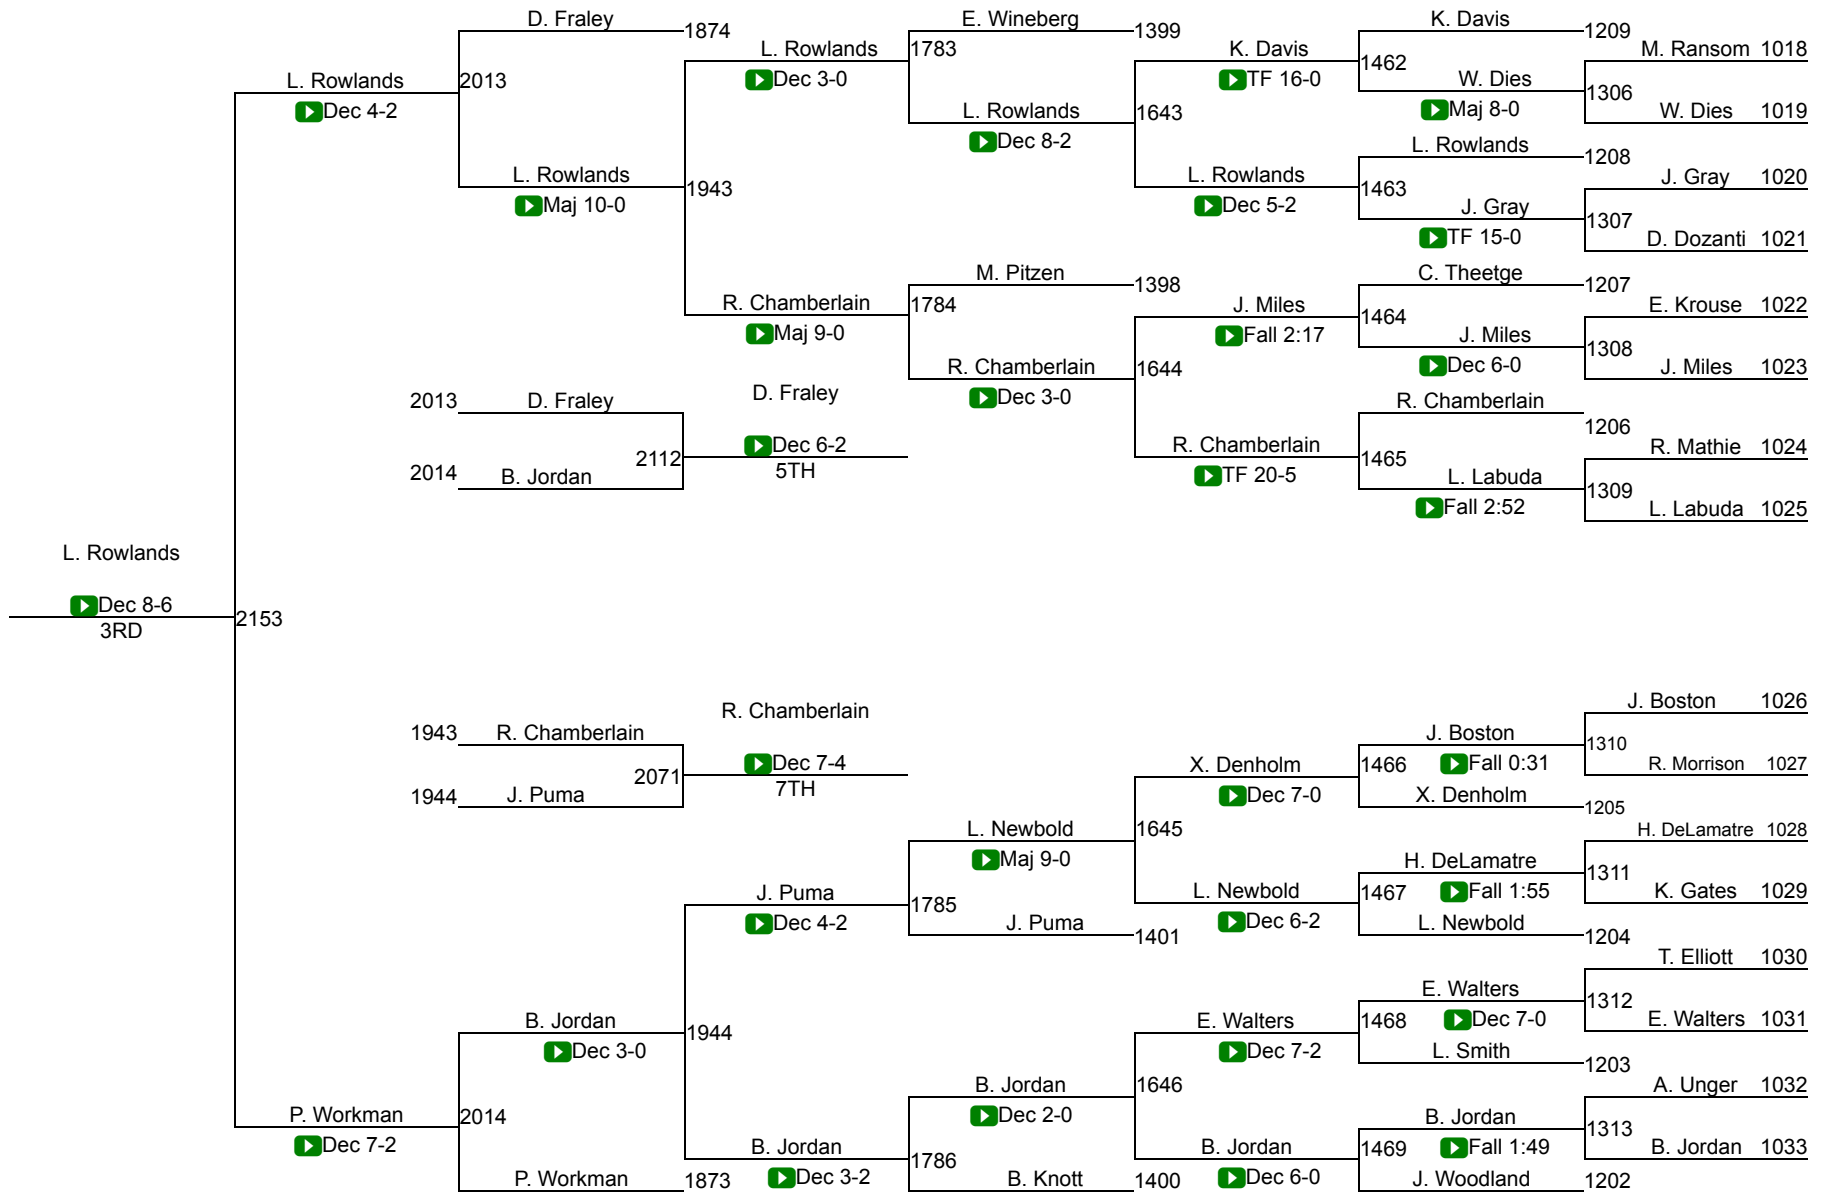 D. Fraley
1874
E. Wineberg
1399
K. Davis
1209
M. Ransom 1018
L. Rowlands
1783
K. Davis
1462
L. Rowlands
2013
Dec 3-0
TF 16-0
W. Dies
1306
Dec 4-2
L. Rowlands
1643
Maj 8-0
W. Dies 1019
Dec 8-2
L. Rowlands
1208
L. Rowlands
1943
L. Rowlands
1463
J. Gray 1020
Maj 10-0
Dec 5-2
J. Gray
1307
TF 15-0
D. Dozanti 1021
M. Pitzen
1398
C. Theetge
1207
R. Chamberlain
1784
J. Miles
1464
E. Krouse 1022
Maj 9-0
Fall 2:17
J. Miles
1308
R. Chamberlain
1644
Dec 6-0
J. Miles 1023
2013
D. Fraley
D. Fraley
Dec 3-0
R. Chamberlain
1206
2112
Dec 6-2
R. Chamberlain
1465
R. Mathie 1024
2014
B. Jordan
5TH
TF 20-5
L. Labuda
1309
Fall 2:52
L. Labuda 1025
L. Rowlands
Dec 8-6
2153
3RD
R. Chamberlain
J. Boston 1026
1943
R. Chamberlain
J. Boston
1310
2071
Dec 7-4
X. Denholm
1466
Fall 0:31
R. Morrison 1027
1944
J. Puma
7TH
Dec 7-0
X. Denholm
1205
L. Newbold
1645
H. DeLamatre 1028
Maj 9-0
H. DeLamatre
1311
J. Puma
1785
L. Newbold
1467
Fall 1:55
K. Gates 1029
Dec 4-2
J. Puma
1401
Dec 6-2
L. Newbold
1204
T. Elliott 1030
E. Walters
1312
B. Jordan
1944
E. Walters
1468
Dec 7-0
E. Walters 1031
Dec 3-0
Dec 7-2
L. Smith
1203
B. Jordan
1646
A. Unger 1032
P. Workman
2014
Dec 2-0
B. Jordan
1313
Dec 7-2
B. Jordan
1786
B. Jordan
1469
Fall 1:49
B. Jordan 1033
P. Workman
1873
Dec 3-2
B. Knott
1400
Dec 6-0
J. Woodland
1202